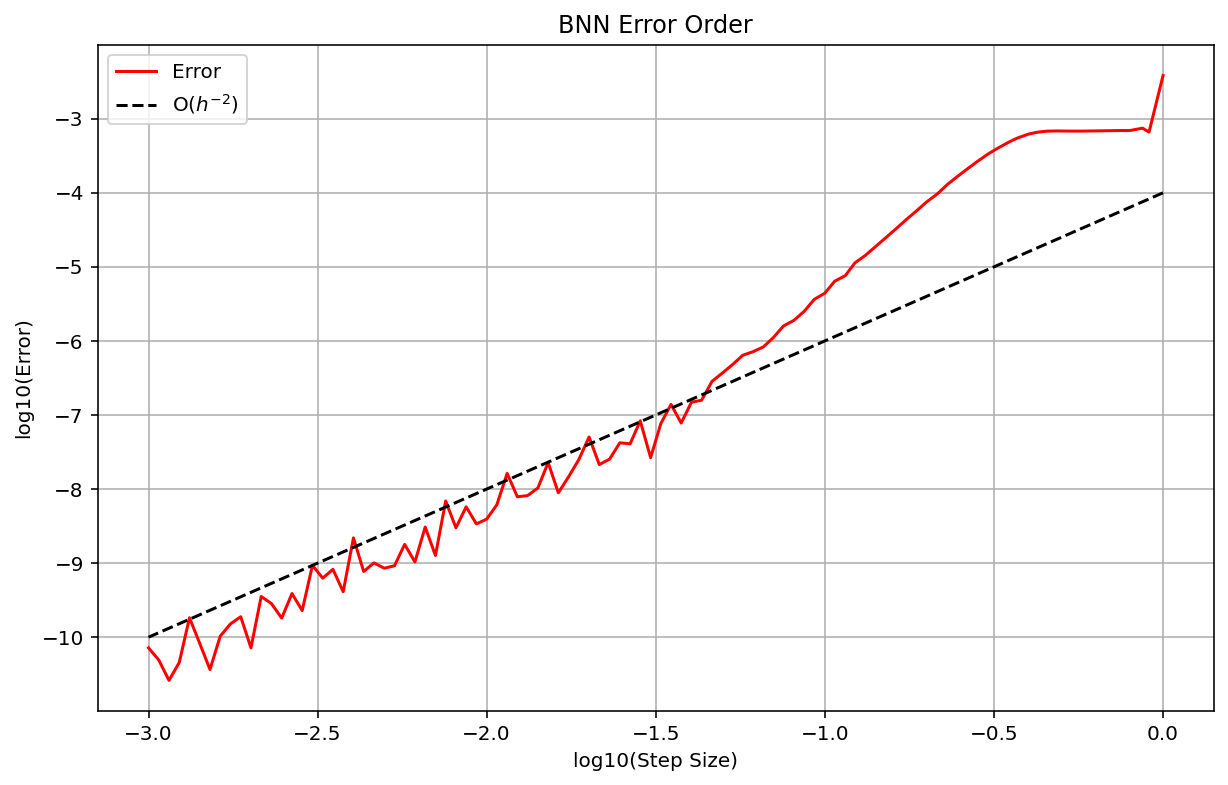 BNN Error Order
Error
O($h^{-2}$)
−3
−4
−5
−6
−7
−8
−9
−10
log10(Error)
−3.0 −2.5 −2.0 −1.5 −1.0 −0.5 0.0
log10(Step Size)